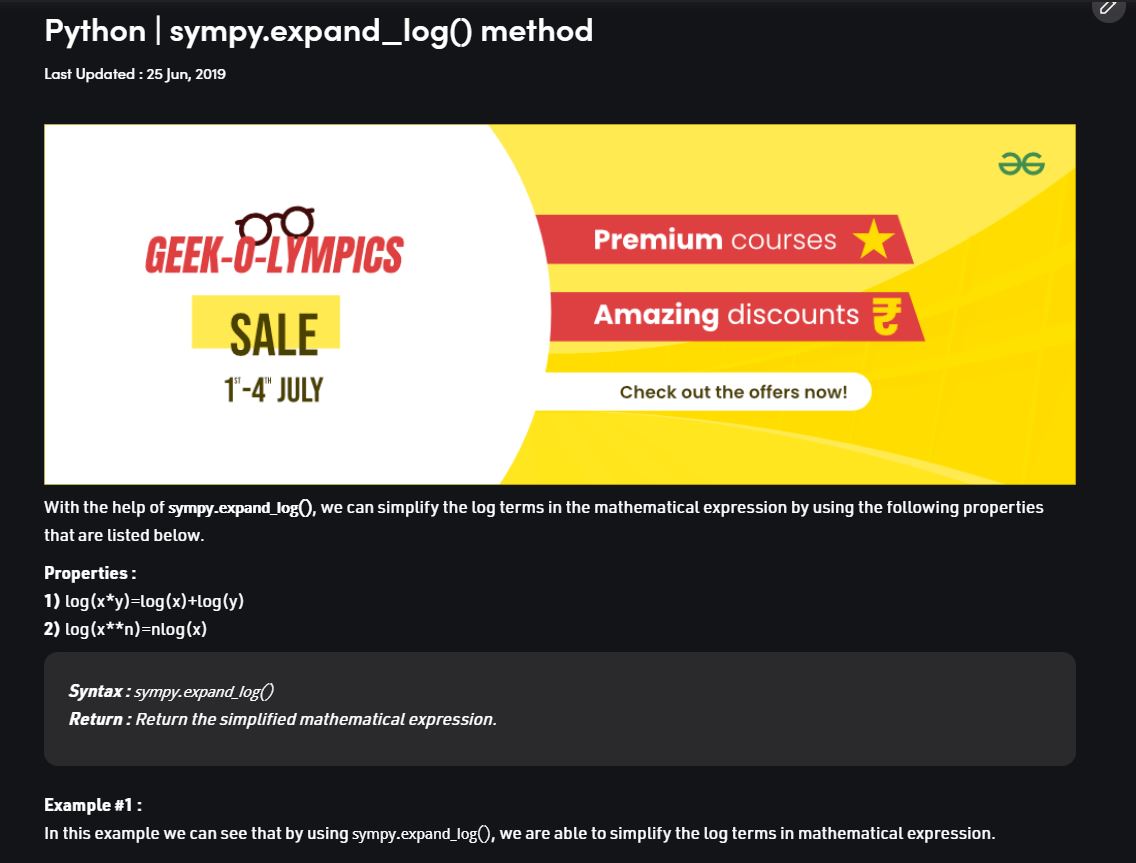 Python | sympy.expand_log() method
Last Updated : 25 Jun, 2019
GEEK-O-LYMPICS
SALE
1ST-4TH JULY
Premium courses
Amazing discounts ₹
Check out the offers now!
With the help of sympy.expand_log(), we can simplify the log terms in the mathematical expression by using the following properties
that are listed below.
Properties :
1) log(x*y)=log(x)+log(y)
2) log(x**n)=nlog(x)
Syntax : sympy.expand_log()
Return : Return the simplified mathematical expression.
Example #1 :
In this example we can see that by using sympy.expand_log(), we are able to simplify the log terms in mathematical expression.